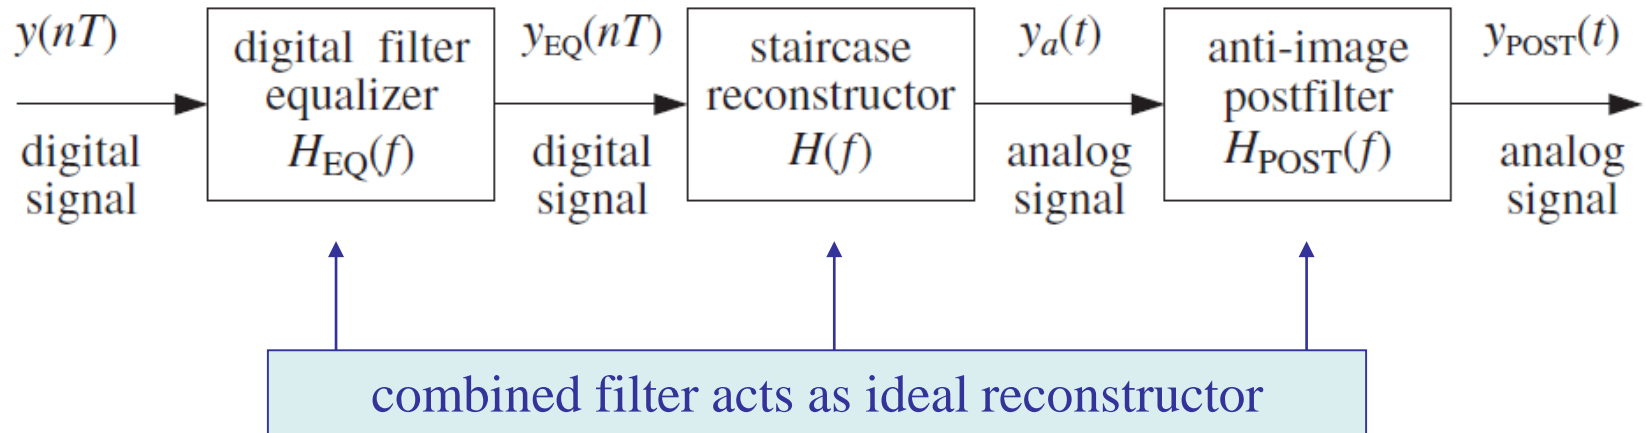 y(nT)
digital signal
digital filter
equalizer
H_EQ(f)
y_EQ(nT)
digital
signal
staircase
reconstructor
H(f)
y_a(t)
analog
signal
anti-image
postfilter
H_POST(f)
y_POST(t)
analog
signal
combined filter acts as ideal reconstructor